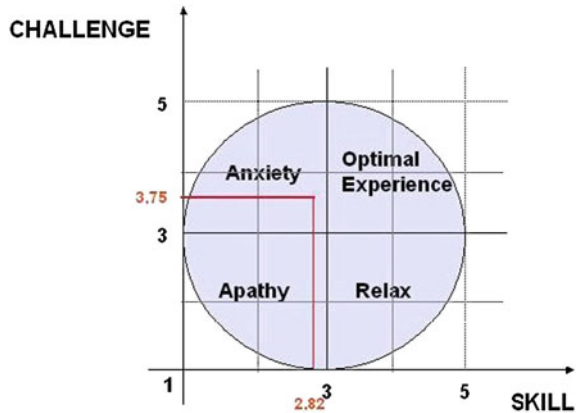 CHALLENGE
5
Optimal
Anxiety
Experience
3.75
3
Apathy
Relax
1
3
5
2.82
SKILL